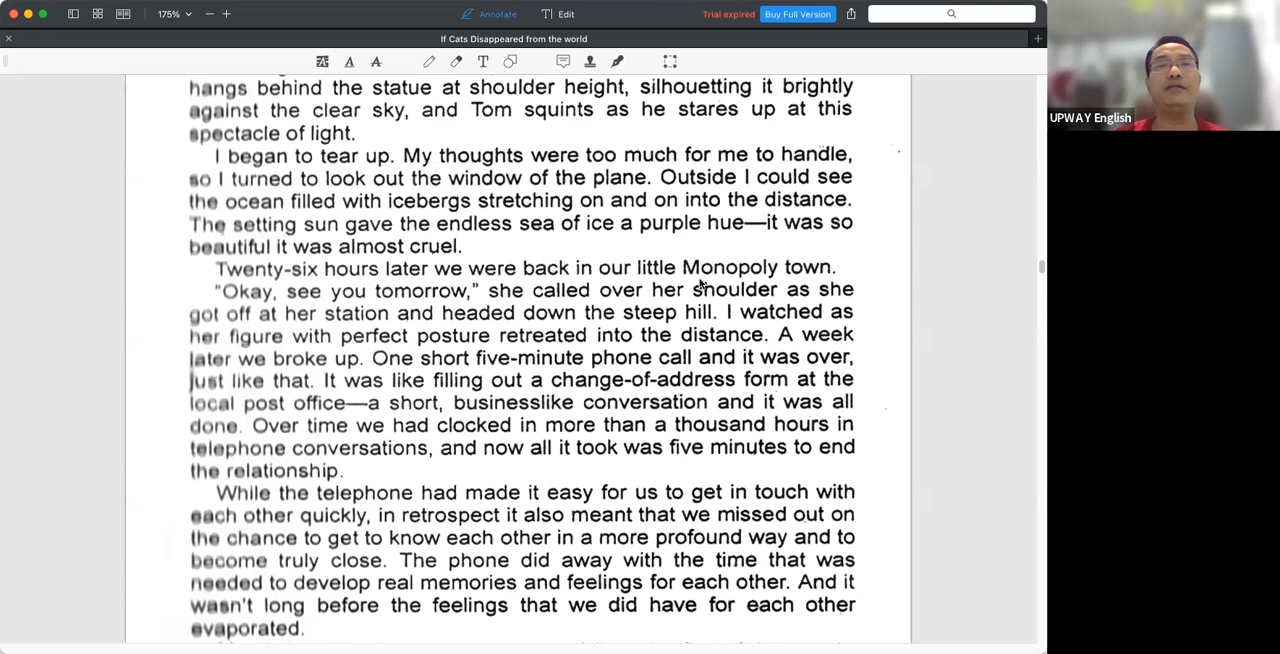 175%
Annotate
Edit
Trial expired
Buy Full Version
If Cats Disappeared from the world
hangs behind the statue at shoulder height, silhouetting it brightly
against the clear sky, and Tom squints as he stares up at this
spectacle of light.
I began to tear up. My thoughts were too much for me to handle,
so I turned to look out the window of the plane. Outside I could see
the ocean filled with icebergs stretching on and on into the distance.
The setting sun gave the endless sea of ice a purple hue—it was so
beautiful it was almost cruel.
Twenty-six hours later we were back in our little Monopoly town.
"Okay, see you tomorrow," she called over her shoulder as she
got off at her station and headed down the steep hill. I watched as
her figure with perfect posture retreated into the distance. A week
later we broke up. One short five-minute phone call and it was over,
just like that. It was like filling out a change-of-address form at the
local post office—a short, businesslike conversation and it was all
done. Over time we had clocked in more than a thousand hours in
telephone conversations, and now all it took was five minutes to end
the relationship.
While the telephone had made it easy for us to get in touch with
each other quickly, in retrospect it also meant that we missed out on
the chance to get to know each other in a more profound way and to
become truly close. The phone did away with the time that was
needed to develop real memories and feelings for each other. And it
wasn't long before the feelings that we did have for each other
evaporated.
UPWAY English